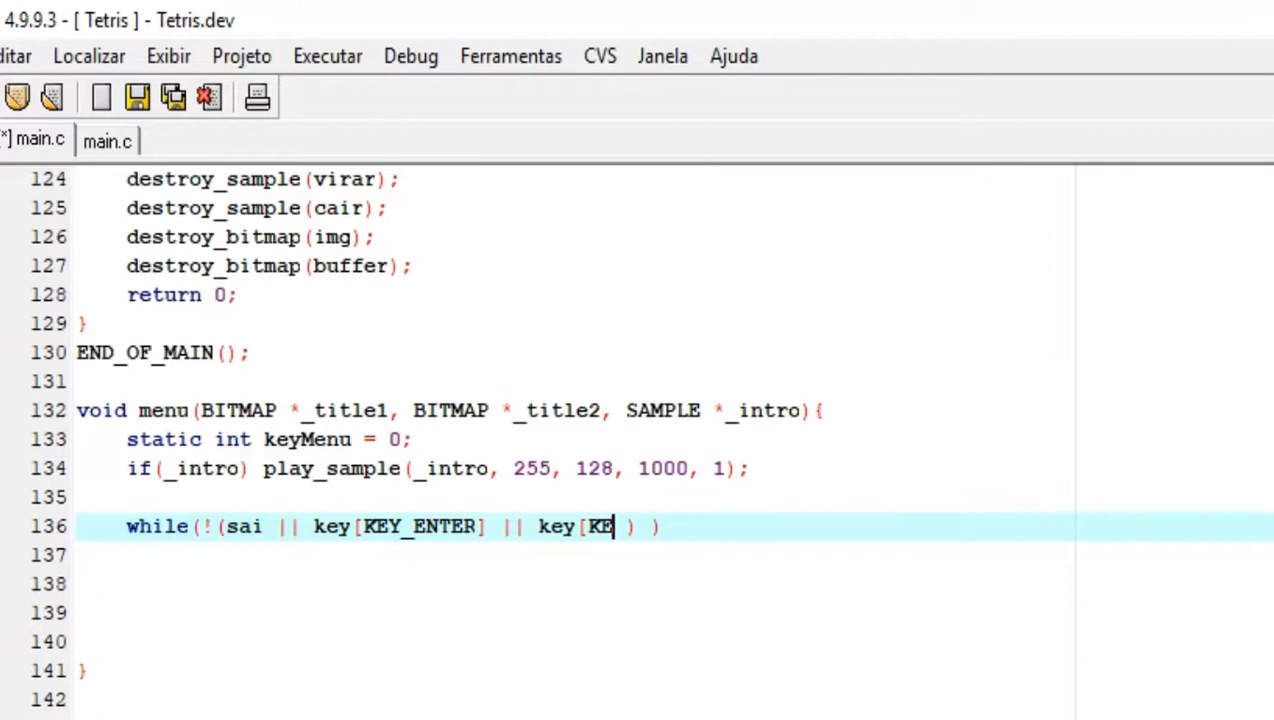 4.9.9.3 - [ Tetris ] - Tetris.dev
itar Localizar Exibir Projeto Executar Debug Ferramentas CVS Janela Ajuda
[*] main.c main.c
124 destroy_sample(virar);
125 destroy_sample(cair);
126 destroy_bitmap(img);
127 destroy_bitmap(buffer);
128 return 0;
129 }
130 END_OF_MAIN();
131
132 void menu(BITMAP *_title1, BITMAP *_title2, SAMPLE *_intro){
133 static int keyMenu = 0;
134 if(_intro) play_sample(_intro, 255, 128, 1000, 1);
135
136 while(!(sai || key[KEY_ENTER] || key[KE ) )
137
138
139
140
141 }
142